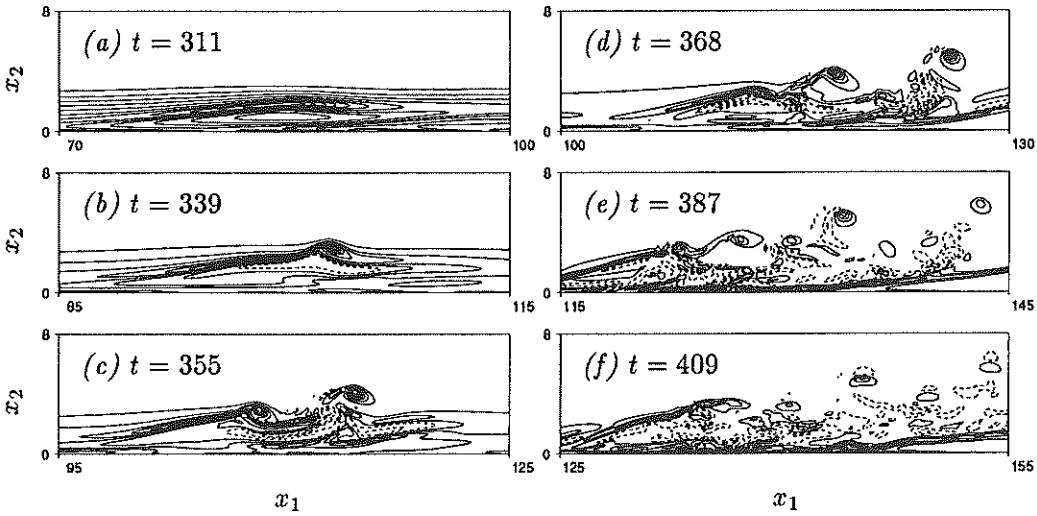 8
(a) t = 311
x2
0
70
100
8
(b) t = 339
x2
0
85
115
8
(c) t = 355
x2
0
95
125
x1
8
(d) t = 368
0
100
130
8
(e) t = 387
0
115
145
8
(f) t = 409
0
125
155
x1